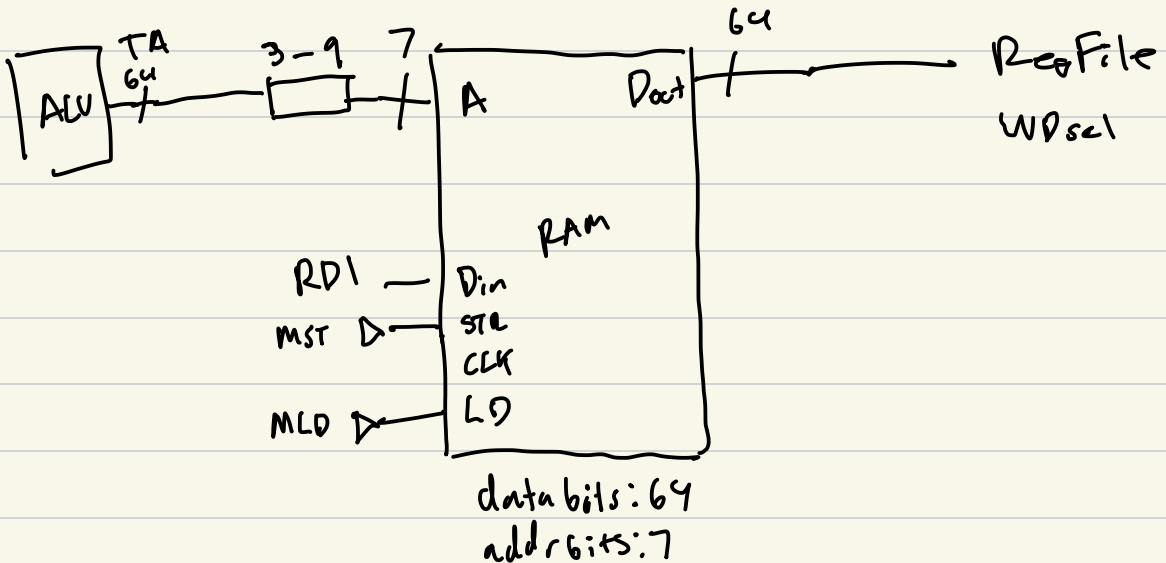 64
TA
64
3-9
7
RegFile
ALU
A
Dout
WDsel
RAM
RD1
Din
MST
STR
CLK
MLD
LD
databits:64
addrbits:7